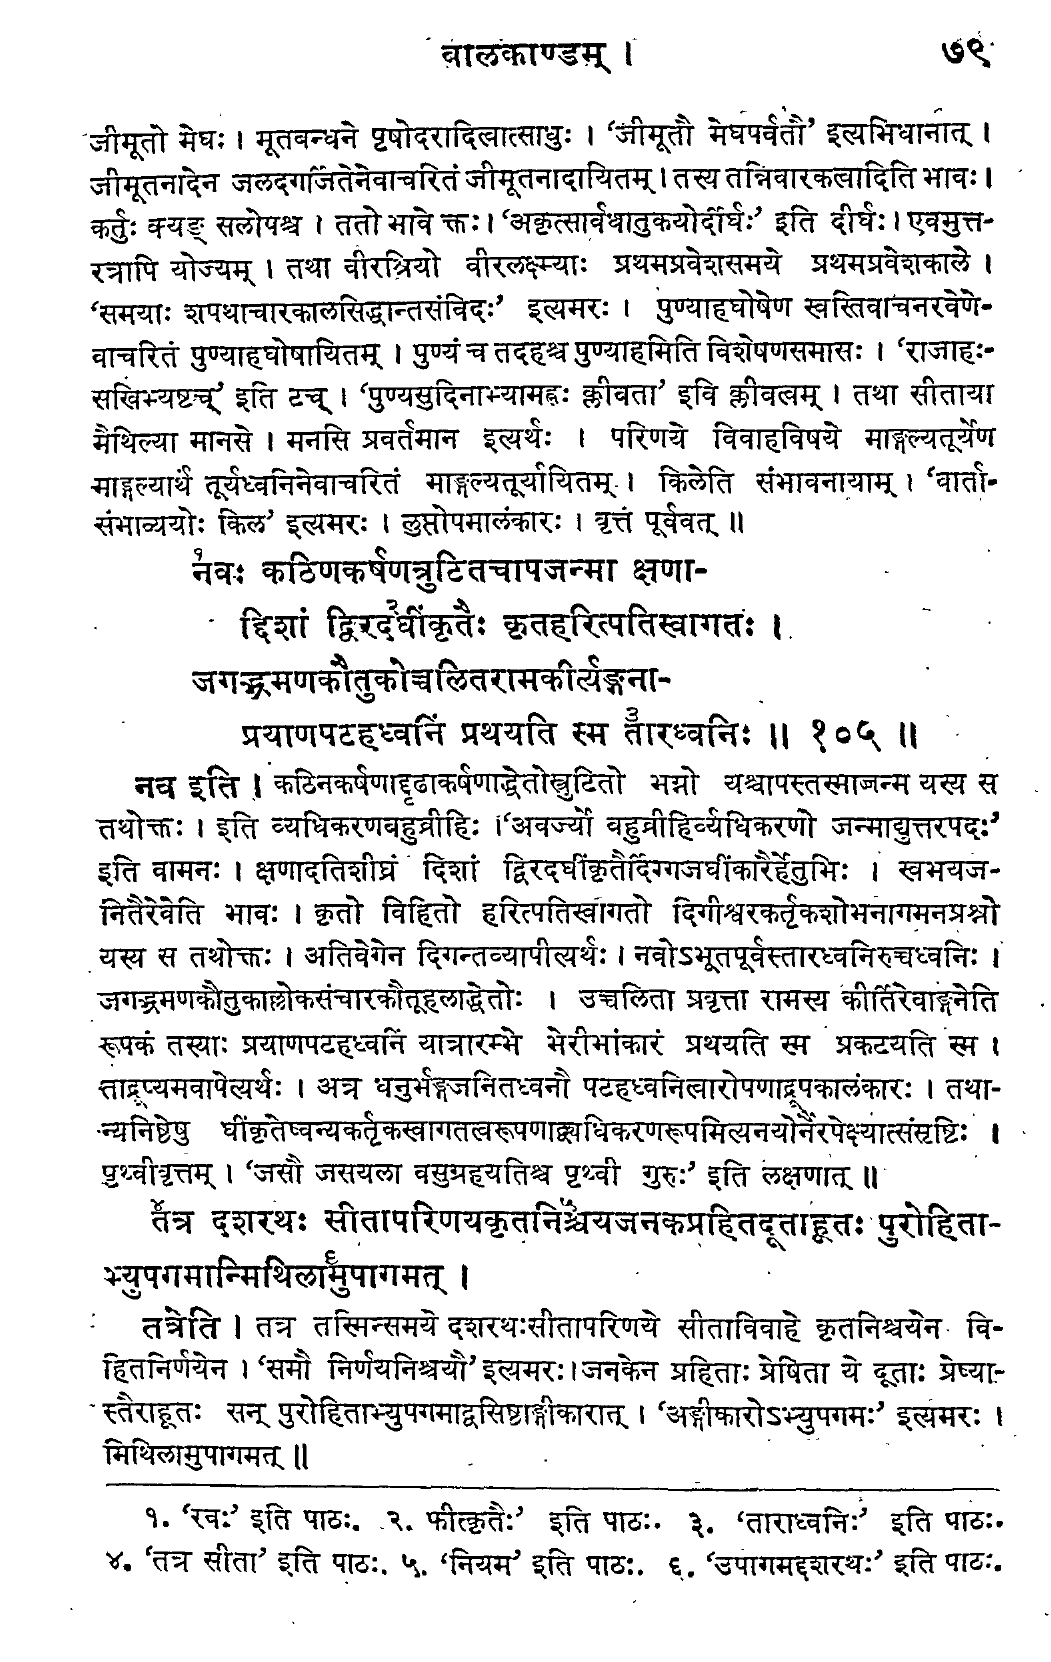 बालकाण्डम् । ७९
जीमूतो मेघः । मूतबन्धने पृषोदरादित्वात्साधुः । ‘जीमूतौ मेघपर्वतौ’ इत्यभिधानात् ।
जीमूतनादेन जलदगर्जितेनेवाचरितं जीमूतनादायितम् । तस्य तन्निवारकत्वादिति भावः ।
कर्तुः क्यङ् सलोपश्च । ततो भावे क्तः । ‘अकृत्सार्वधातुकयोर्दीर्घः’ इति दीर्घः । एवमुत्त-
रत्रापि योज्यम् । तथा वीरश्रियो वीरलक्ष्म्याः प्रथमप्रवेशसमये प्रथमप्रवेशकाले ।
‘समयाः शपथाचारकालसिद्धान्तसंविदः’ इत्यमरः । पुण्याहघोषेण स्वस्तिवाचनरवेणे-
वाचरितं पुण्याहघोषायितम् । पुण्यं च तदहश्च पुण्याहमिति विशेषणसमासः । ‘राजाहः-
सखिभ्यष्टच्’ इति टच् । ‘पुण्यसुदिनाभ्यामह्नः क्लीबता’ इवि क्लीबत्वम् । तथा सीताया
मैथिल्या मानसे । मनसि प्रवर्तमान इत्यर्थः । परिणये विवाहविषये माङ्गल्यतूर्येण
माङ्गल्यार्थं तूर्यध्वनिनेवाचरितं माङ्गल्यतूर्यायितम् । किलेति संभावनायाम् । ‘वार्ता-
संभाव्ययोः किल’ इत्यमरः । लुप्तोपमालंकारः । वृत्तं पूर्ववत् ॥
नवः१ कठिणकर्षणत्रुटितचापजन्मा क्षणा-
द्दिशां द्विरदघींकृतैः२ कृतहरित्पतिस्वागतः ।
जगद्भ्रमणकौतुकोच्चलितरामकीर्त्यङ्गना-
प्रयाणपटहध्वनिं प्रथयति स्म तारध्वनिः३ ॥ १०५ ॥
नव इति । कठिनकर्षणाद्दृढाकर्षणाद्धेतोस्त्रुटितो भग्नो यश्चापस्तस्माज्जन्म यस्य स
तथोक्तः । इति व्यधिकरणबहुव्रीहिः । ‘अवर्ज्यो बहुव्रीहिर्व्यधिकरणो जन्माद्युत्तरपदः’
इति वामनः । क्षणादतिशीघ्रं दिशां द्विरदघींकृतैर्दिग्गजघींकारैर्हेतुभिः । स्वभयज-
नितैरेवेति भावः । कृतो विहितो हरित्पतिस्वागतो दिगीश्वरकर्तृकशोभनागमनप्रश्नो
यस्य स तथोक्तः । अतिवेगेन दिगन्तव्यापीत्यर्थः । नवोऽभूतपूर्वस्तारध्वनिरुच्चध्वनिः ।
जगद्भ्रमणकौतुकाल्लोकसंचारकौतूहलाद्धेतोः । उच्चलिता प्रवृत्ता रामस्य कीर्तिरेवाङ्गनेति
रूपकं तस्याः प्रयाणपटहध्वनिं यात्रारम्भे भेरीभांकारं प्रथयति स्म प्रकटयति स्म ।
ताद्रूप्यमवापेत्यर्थः । अत्र धनुर्भङ्गजनितध्वनौ पटहध्वनित्वारोपणाद्रूपकालंकारः । तथा-
न्यनिष्ठेषु घींकृतेष्वन्यकर्तृकस्वागतत्वरूपणाद्व्यधिकरणरूपमित्यनयोर्नैरपेक्ष्यात्संसृष्टिः ।
पृथ्वीवृत्तम् । ‘जसौ जसयला वसुग्रहयतिश्च पृथ्वी गुरुः’ इति लक्षणात् ॥
तत्र४ दशरथः सीतापरिणयकृतनिश्चय५जनकप्रहितदूताहूतः पुरोहिता-
भ्युपगमान्मिथिलामुपागमत्६ ।
तत्रेति । तत्र तस्मिन्समये दशरथः सीतापरिणये सीताविवाहे कृतनिश्चयेन वि-
हितनिर्णयेन । ‘समौ निर्णयनिश्चयौ’ इत्यमरः । जनकेन प्रहिताः प्रेषिता ये दूताः प्रेष्या-
स्तैराहूतः सन् पुरोहिताभ्युपगमाद्वसिष्ठाङ्गीकारात् । ‘अङ्गीकारोऽभ्युपगमः’ इत्यमरः ।
मिथिलामुपागमत् ॥
१. ‘रवः’ इति पाठः. २. फीत्कृतैः’ इति पाठः. ३. ‘ताराध्वनिः’ इति पाठः.
४. ‘तत्र सीता’ इति पाठः. ५. ‘नियम’ इति पाठः. ६. ‘उपागमद्दशरथः’ इति पाठः.